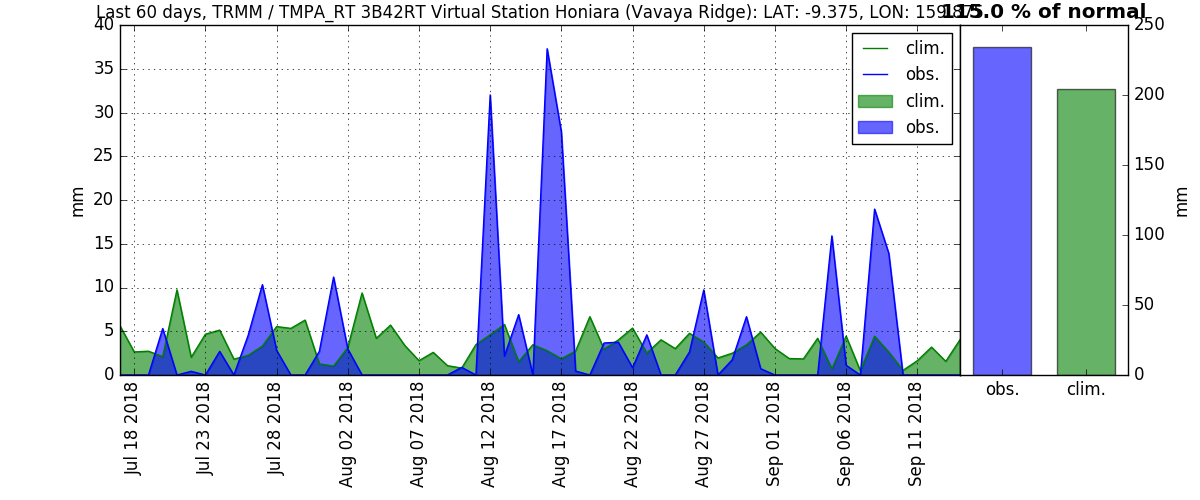 Last 60 days, TRMM / TMPA_RT 3B42RT Virtual Station Honiara (Vavaya Ridge): LAT: -9.375, LON: 159.875
115.0 % of normal
40
35
30
25
20
15
10
5
0
mm
clim.
obs.
clim.
obs.
Jul 18 2018
Jul 23 2018
Jul 28 2018
Aug 02 2018
Aug 07 2018
Aug 12 2018
Aug 17 2018
Aug 22 2018
Aug 27 2018
Sep 01 2018
Sep 06 2018
Sep 11 2018
250
200
150
100
50
0
mm
obs.
clim.